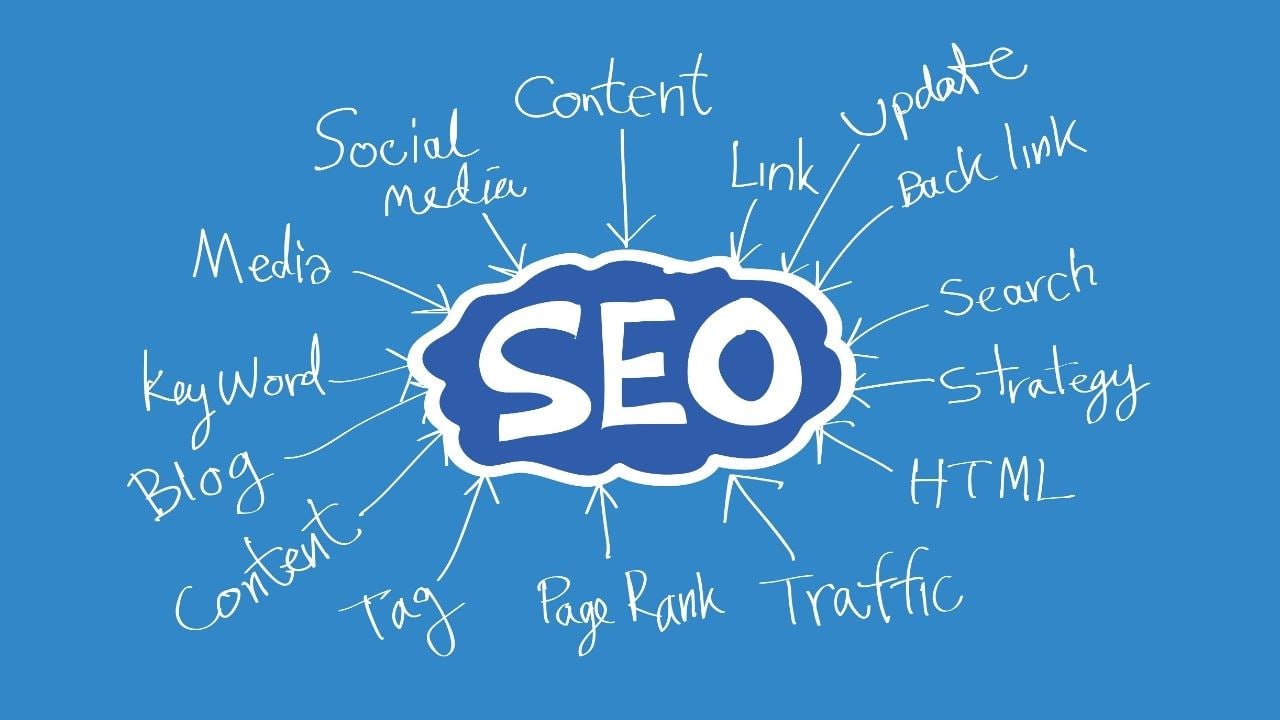 Content
Update
Social
media
Link
Back link
Media
Search
SEO
Key Word
Strategy
Blog
HTML
Content
Tag
Page Rank
Traffic